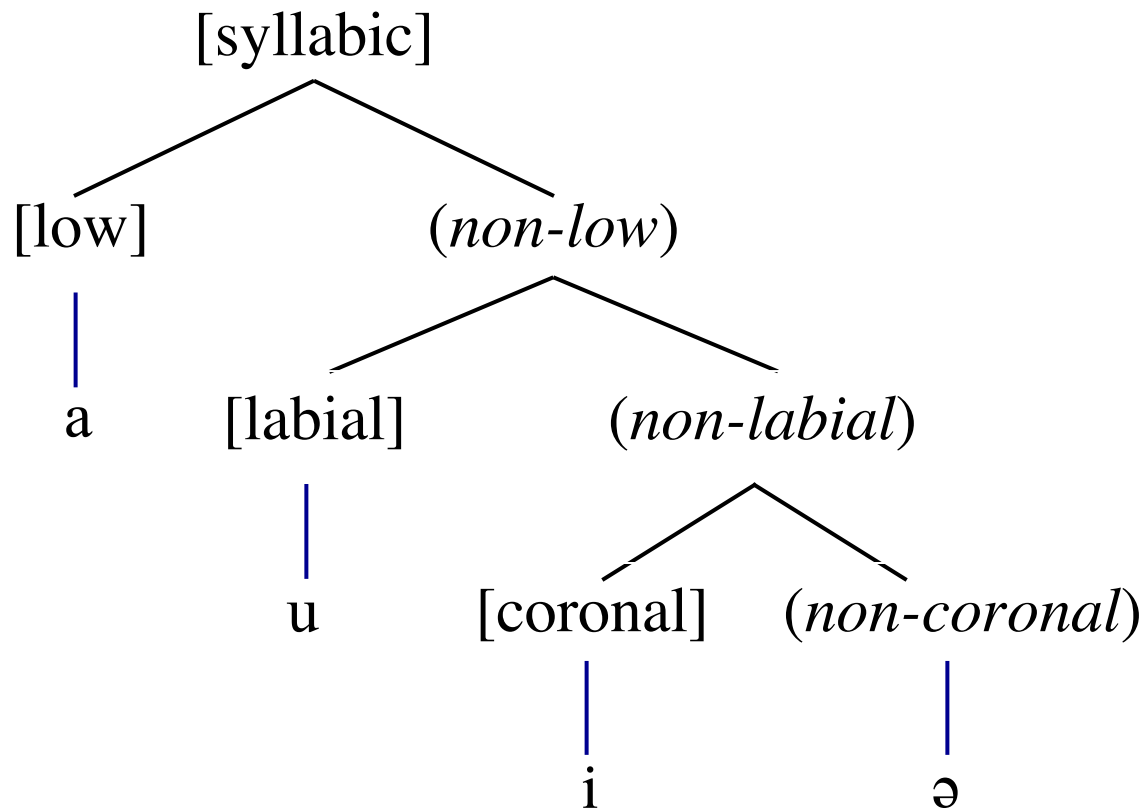 [syllabic]
[low] (non-low)
a [labial] (non-labial)
u [coronal] (non-coronal)
i ə